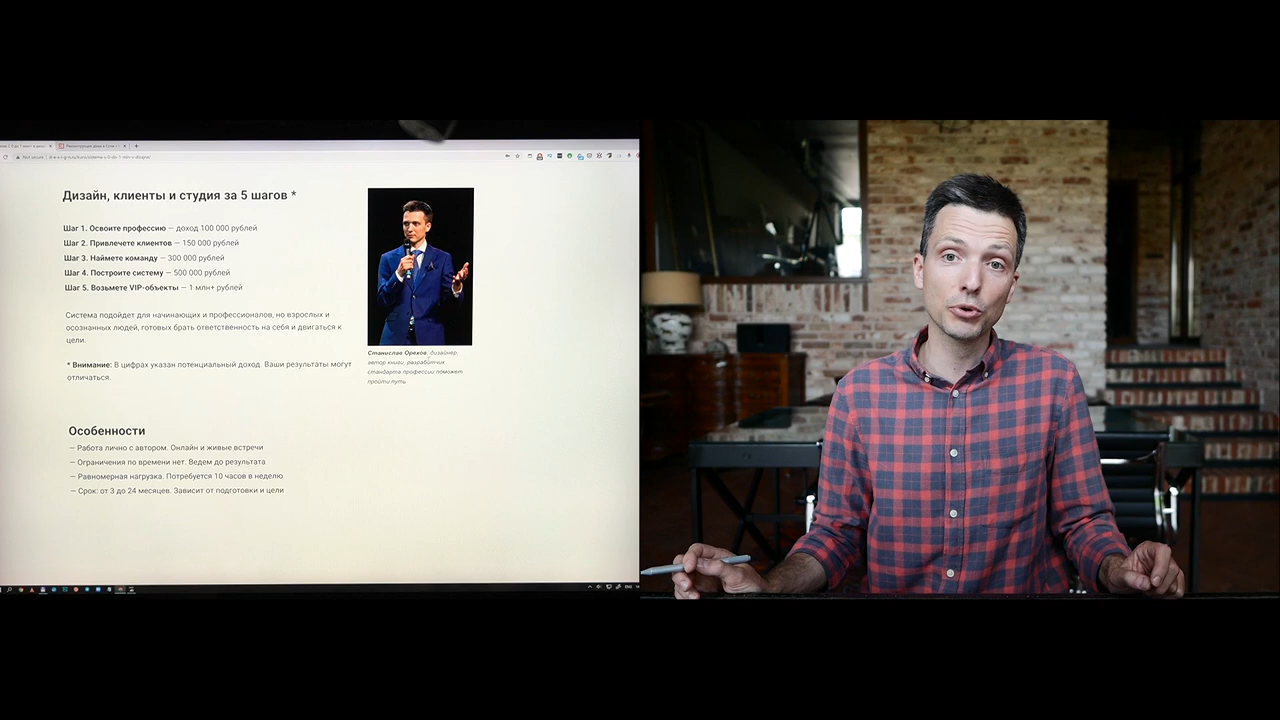 Not secure
Дизайн, клиенты и студия за 5 шагов *
Шаг 1. Освоите профессию — доход 100 000 рублей
Шаг 2. Привлечете клиентов — 150 000 рублей
Шаг 3. Наймете команду — 300 000 рублей
Шаг 4. Постройте систему — 500 000 рублей
Шаг 5. Возьмете VIP-объекты — 1 млн+ рублей
Система подойдет для начинающих и профессионалов, но взрослых и
осознанных людей, готовых брать ответственность на себя и двигаться к
цели.
* Внимание: В цифрах указан потенциальный доход. Ваши результаты могут
отличаться.
Станислав Орехов, дизайнер,
автор книги, разработчик
стандарта профессии поможет
пройти путь.
Особенности
— Работа лично с автором. Онлайн и живые встречи
— Ограничения по времени нет. Ведем до результата
— Равномерная нагрузка. Потребуется 10 часов в неделю
— Срок: от 3 до 24 месяцев. Зависит от подготовки и цели
ENG